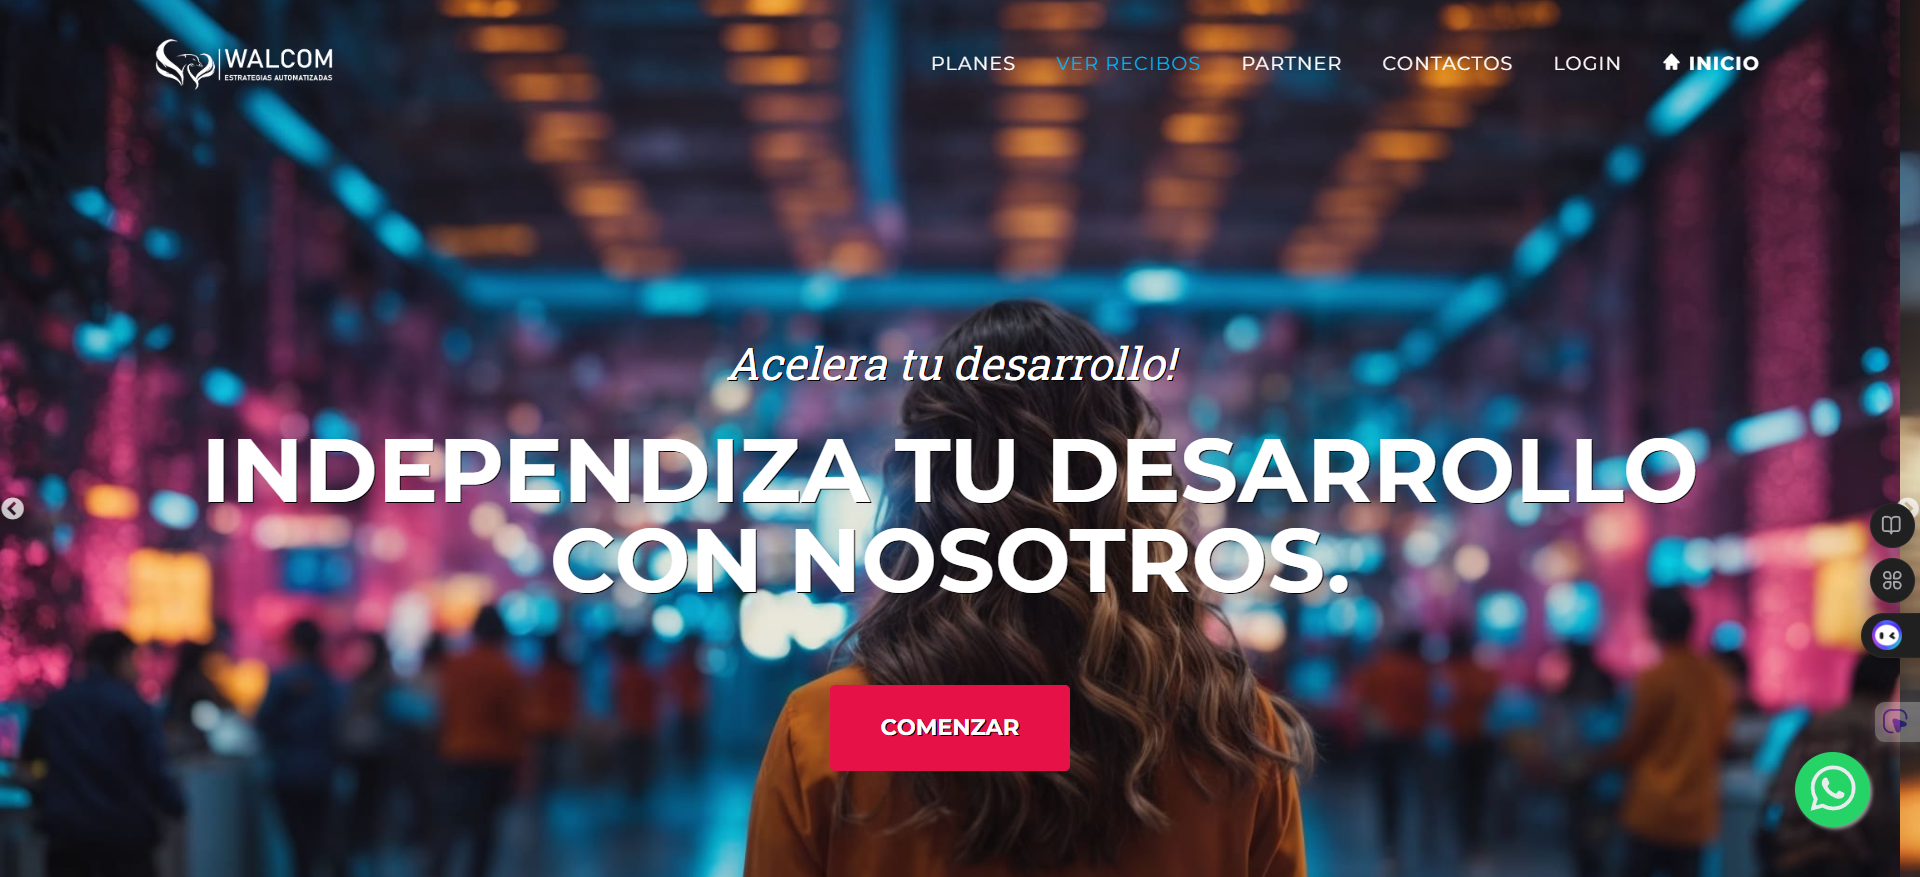 WALCOM
ESTRATEGIAS AUTOMATIZADAS
PLANES
VER RECIBOS
PARTNER
CONTACTOS
LOGIN
INICIO
Acelera tu desarrollo!
INDEPENDIZA TU DESARROLLO
CON NOSOTROS.
COMENZAR